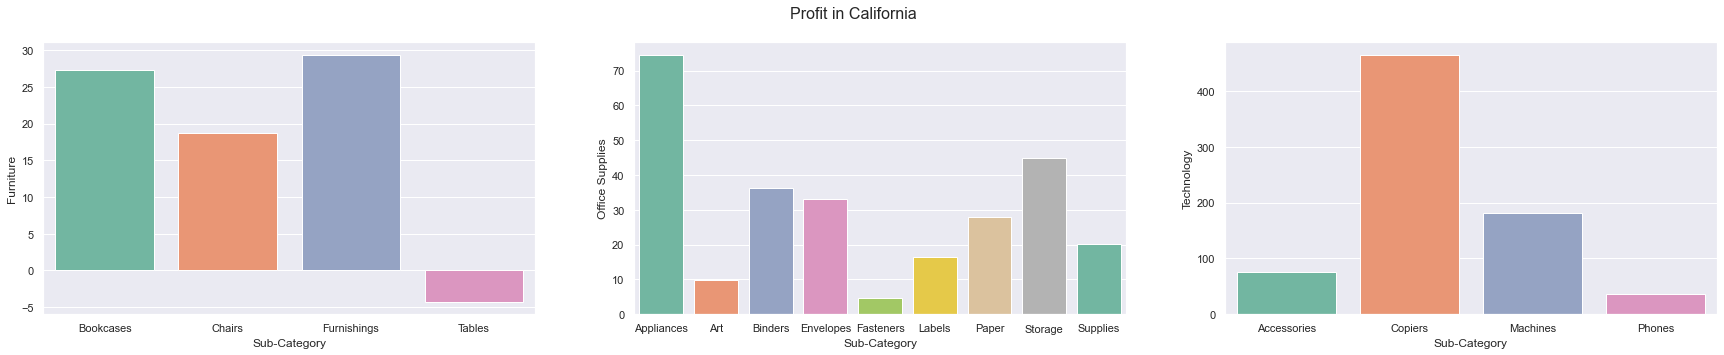 Profit in California
Furniture
30
25
20
15
10
5
0
−5
Bookcases Chairs Furnishings Tables
Sub-Category
Office Supplies
70
60
50
40
30
20
10
0
Appliances Art Binders Envelopes Fasteners Labels Paper Storage Supplies
Sub-Category
Technology
400
300
200
100
0
Accessories Copiers Machines Phones
Sub-Category